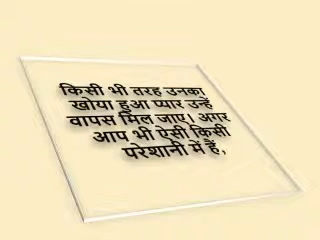 किसी भी तरह उनका
खोया हुआ प्यार उन्हें
वापस मिल जाए। अगर
आप भी ऐसी किसी
परेशानी में हैं,